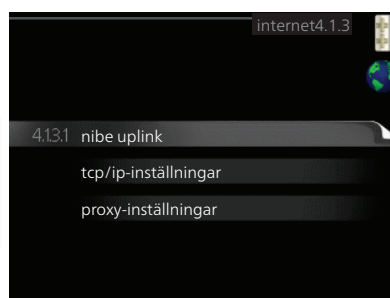 internet4.1.3
4.1.3.1 nibe uplink
tcp/ip-inställningar
proxy-inställningar